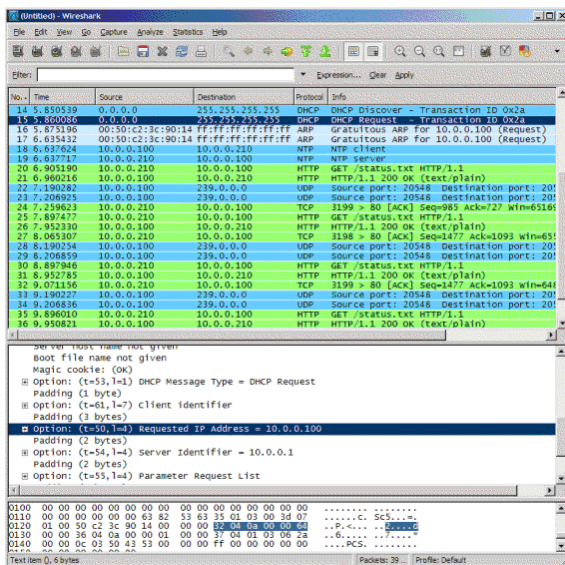 (Untitled) - Wireshark
File Edit View Go Capture Analyze Statistics Help
Filter: Expression... Clear Apply
No. Time Source Destination Protocol Info
14 5.850539 0.0.0.0 255.255.255.255 DHCP DHCP Discover - Transaction ID 0x2a
15 5.860086 0.0.0.0 255.255.255.255 DHCP DHCP Request - Transaction ID 0x2a
16 5.875196 00:50:c2:3c:90:14 ff:ff:ff:ff:ff:ff ARP Gratuitous ARP for 10.0.0.100 (Request)
17 6.635432 00:50:c2:3c:90:14 ff:ff:ff:ff:ff:ff ARP Gratuitous ARP for 10.0.0.100 (Request)
18 6.637624 10.0.0.100 10.0.0.210 NTP NTP client
19 6.637717 10.0.0.210 10.0.0.100 NTP NTP server
20 6.905190 10.0.0.210 10.0.0.100 HTTP GET /status.txt HTTP/1.1
21 6.960216 10.0.0.100 10.0.0.210 HTTP HTTP/1.1 200 OK (text/plain)
22 7.190282 10.0.0.100 239.0.0.0 UDP Source port: 20548 Destination port: 205
23 7.206925 10.0.0.100 239.0.0.0 UDP Source port: 20548 Destination port: 205
24 7.259623 10.0.0.210 10.0.0.100 TCP 3199 > 80 [ACK] Seq=985 Ack=727 Win=65169
25 7.897477 10.0.0.210 10.0.0.100 HTTP GET /status.txt HTTP/1.1
26 7.952330 10.0.0.100 10.0.0.210 HTTP HTTP/1.1 200 OK (text/plain)
27 8.065307 10.0.0.210 10.0.0.100 TCP 3198 > 80 [ACK] Seq=1477 Ack=1093 Win=655
28 8.190254 10.0.0.100 239.0.0.0 UDP Source port: 20548 Destination port: 205
29 8.206859 10.0.0.100 239.0.0.0 UDP Source port: 20548 Destination port: 205
30 8.897946 10.0.0.210 10.0.0.100 HTTP GET /status.txt HTTP/1.1
31 8.952785 10.0.0.100 10.0.0.210 HTTP HTTP/1.1 200 OK (text/plain)
32 9.071156 10.0.0.210 10.0.0.100 TCP 3199 > 80 [ACK] Seq=1477 Ack=1093 Win=648
33 9.190227 10.0.0.100 239.0.0.0 UDP Source port: 20548 Destination port: 205
34 9.206836 10.0.0.100 239.0.0.0 UDP Source port: 20548 Destination port: 205
35 9.896010 10.0.0.210 10.0.0.100 HTTP GET /status.txt HTTP/1.1
36 9.950821 10.0.0.100 10.0.0.210 HTTP HTTP/1.1 200 OK (text/plain)
Server host name not given
Boot file name not given
Magic cookie: (OK)
Option: (t=53,l=1) DHCP Message Type = DHCP Request
Padding (1 byte)
Option: (t=61,l=7) Client identifier
Padding (3 bytes)
Option: (t=50,l=4) Requested IP Address = 10.0.0.100
Padding (2 bytes)
Option: (t=54,l=4) Server Identifier = 10.0.0.1
Padding (2 bytes)
Option: (t=55,l=4) Parameter Request List
0100 00 00 00 00 00 00 00 00 00 00 00 00 00 00 00 00 ........ ........
0110 00 00 00 00 00 00 63 82 53 63 35 01 03 00 3d 07 ......c. Sc5...=.
0120 01 00 50 c2 3c 90 14 00 00 00 32 04 0a 00 00 64 ..P.<... ..2....d
0130 00 00 36 04 0a 00 00 01 00 00 37 04 01 03 06 2a ..6..... ..7....*
0140 00 00 0c 03 50 43 53 00 00 00 ff 00 00 00 00 00 ....PCS. ........
Text item (), 6 bytes Packets: 39 ... Profile: Default